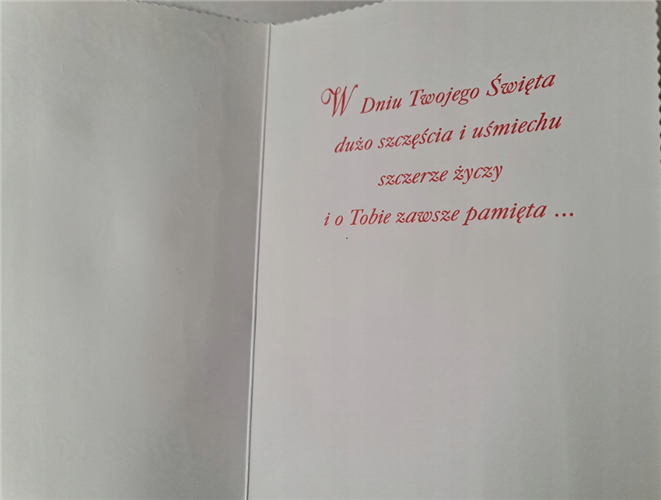 W Dniu Twojego Święta
dużo szczęścia i uśmiechu
szczerze życzy
i o Tobie zawsze pamięta ...